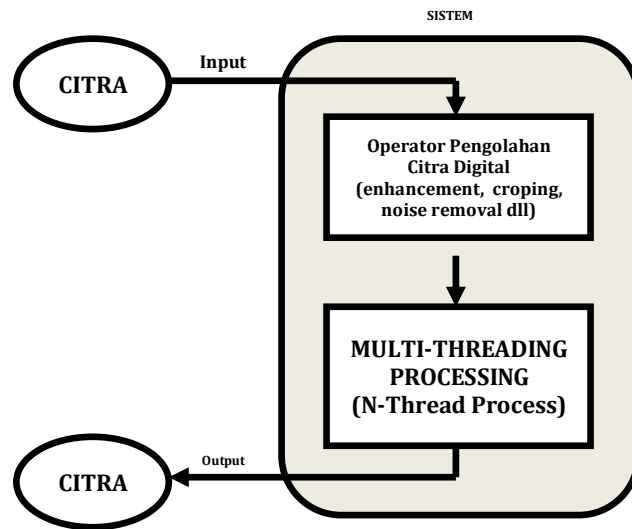 SISTEM
CITRA
Input
Operator Pengolahan
Citra Digital
(enhancement, croping,
noise removal dll)
MULTI-THREADING
PROCESSING
(N-Thread Process)
Output
CITRA